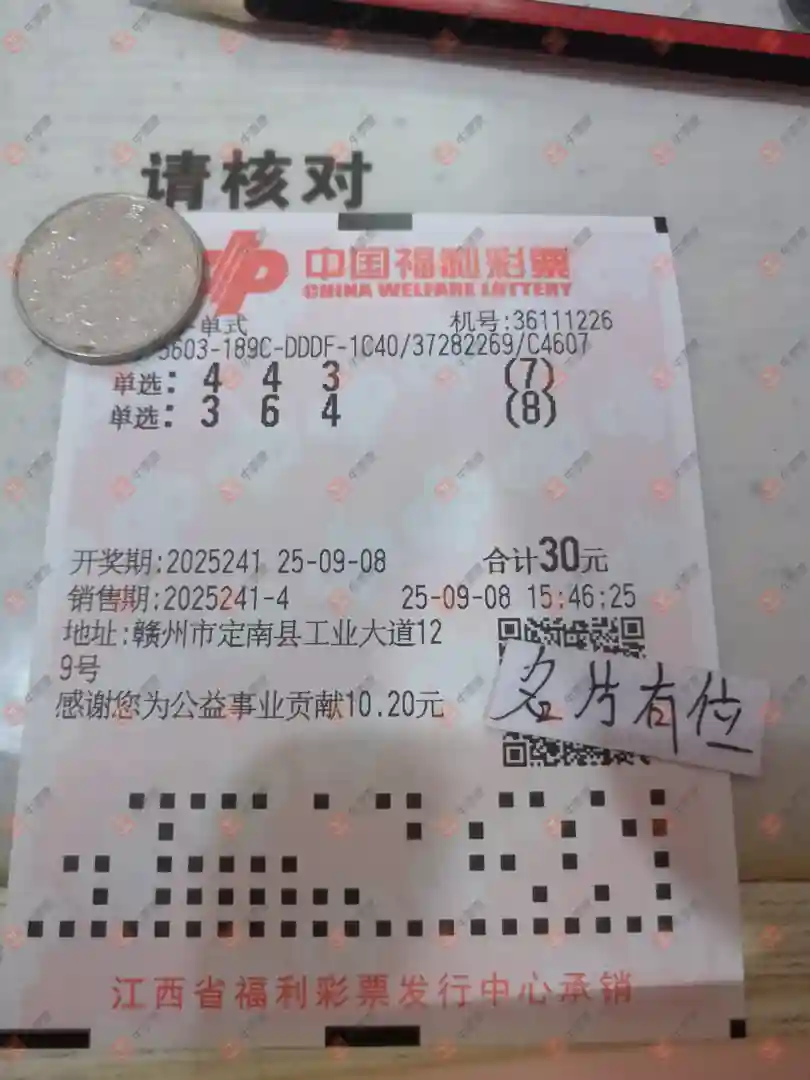 请核对
中国福利彩票
CHINA WELFARE LOTTERY
单式 机号:36111226
5603-189C-DDDF-1C40/37282269/C4607
单选: 4 4 3 (7)
单选: 3 6 4 (8)
开奖期:2025241 25-09-08 合计30元
销售期:2025241-4 25-09-08 15:46:25
地址:赣州市定南县工业大道12
9号
感谢您为公益事业贡献10.20元
名片有位
江西省福利彩票发行中心承销